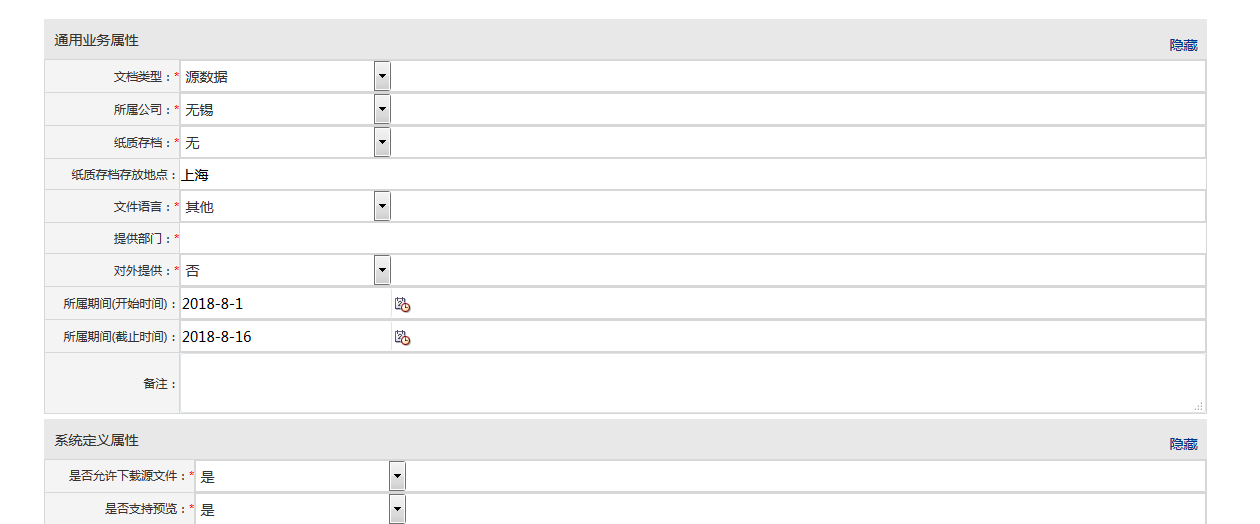 通用业务属性
隐藏
文档类型：* 源数据
所属公司：* 无锡
纸质存档：* 无
纸质存档存放地点：上海
文件语言：* 其他
提供部门：*
对外提供：* 否
所属期间(开始时间)：2018-8-1
所属期间(截止时间)：2018-8-16
备注：
系统定义属性
隐藏
是否允许下载源文件：* 是
是否支持预览：* 是